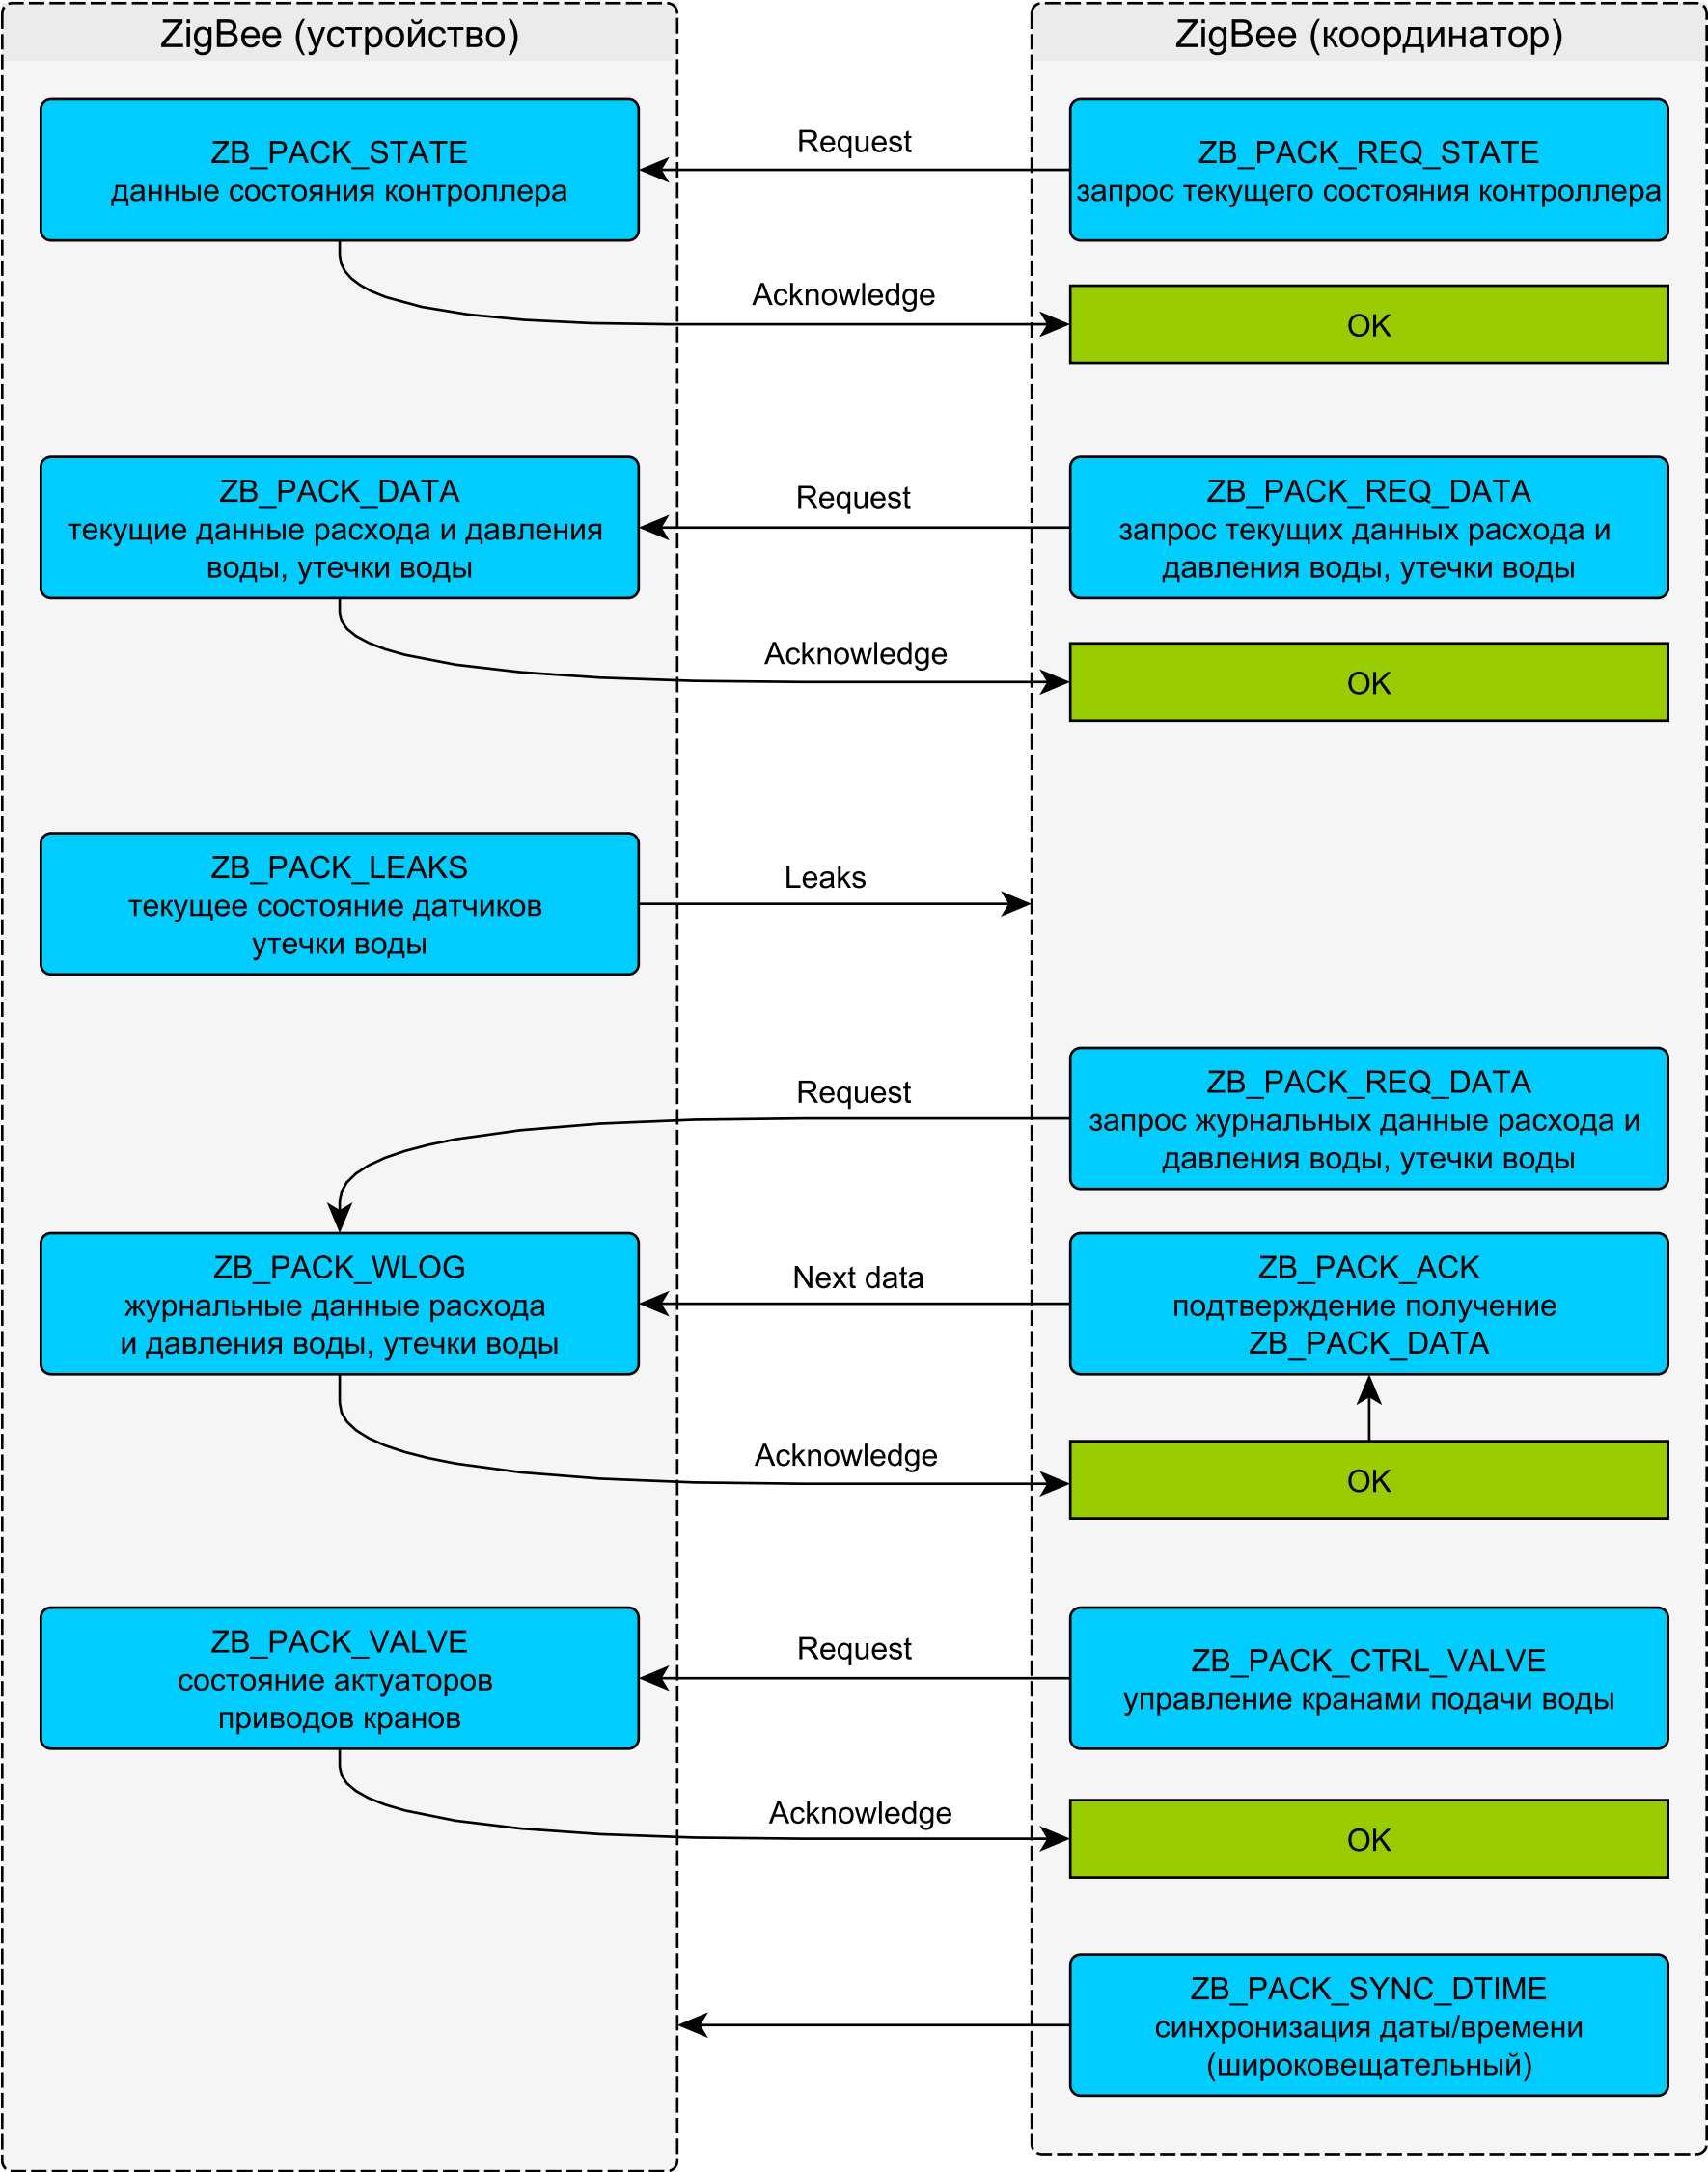 ZigBee (устройство)
ZigBee (координатор)
ZB_PACK_STATE
данные состояния контроллера
Request
ZB_PACK_REQ_STATE
запрос текущего состояния контроллера
Acknowledge
OK
ZB_PACK_DATA
текущие данные расхода и давления
воды, утечки воды
Request
ZB_PACK_REQ_DATA
запрос текущих данных расхода и
давления воды, утечки воды
Acknowledge
OK
ZB_PACK_LEAKS
текущее состояние датчиков
утечки воды
Leaks
Request
ZB_PACK_REQ_DATA
запрос журнальных данные расхода и
давления воды, утечки воды
ZB_PACK_WLOG
журнальные данные расхода
и давления воды, утечки воды
Next data
ZB_PACK_ACK
подтверждение получение
ZB_PACK_DATA
Acknowledge
OK
ZB_PACK_VALVE
состояние актуаторов
приводов кранов
Request
ZB_PACK_CTRL_VALVE
управление кранами подачи воды
Acknowledge
OK
ZB_PACK_SYNC_DTIME
синхронизация даты/времени
(широковещательный)